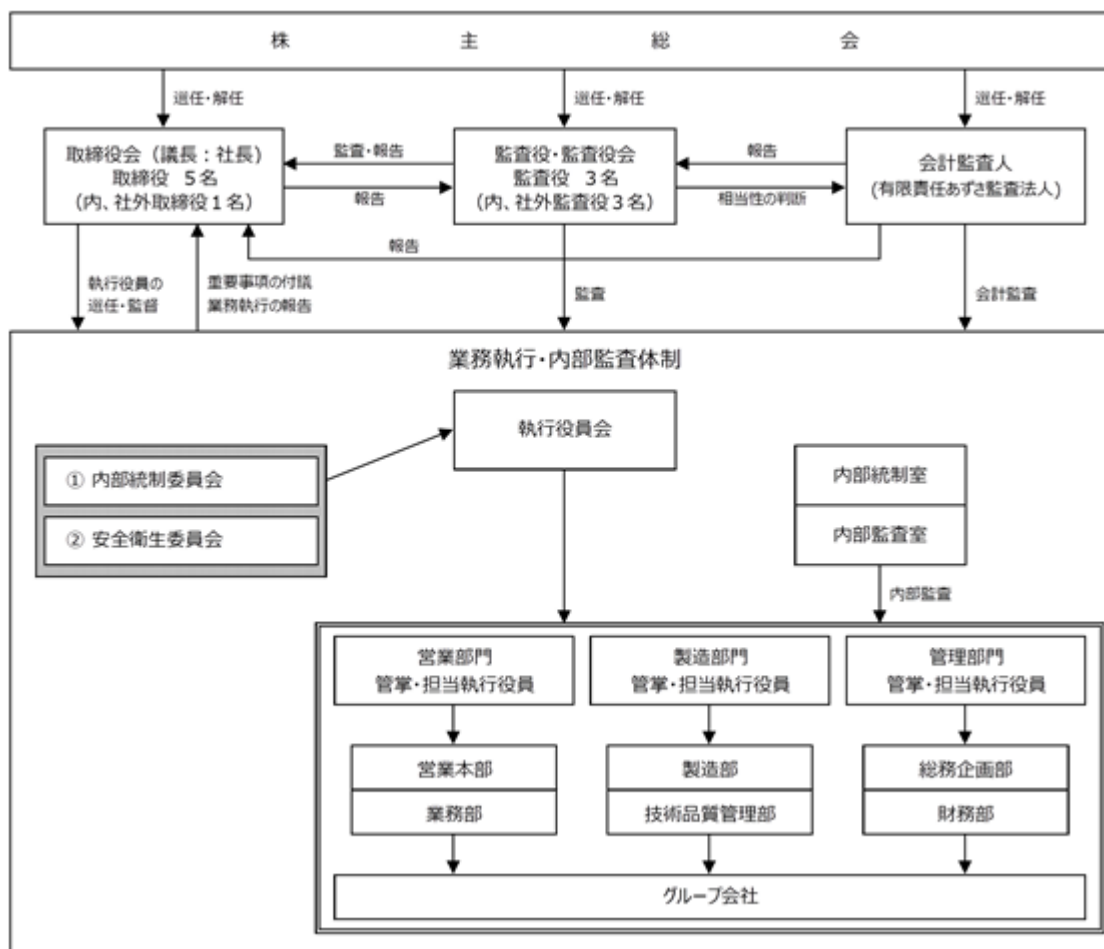 株主総会
選任・解任
選任・解任
選任・解任
取締役会（議長：社長）
取締役 5名
（内、社外取締役1名）
監査・報告
報告
監査役・監査役会
監査役 3名
（内、社外監査役3名）
報告
相当性の判断
会計監査人
(有限責任あずさ監査法人)
報告
執行役員の
選任・監督
重要事項の付議
業務執行の報告
監査
会計監査
業務執行・内部監査体制
執行役員会
① 内部統制委員会
② 安全衛生委員会
内部統制室
内部監査室
内部監査
営業部門
管掌・担当執行役員
製造部門
管掌・担当執行役員
管理部門
管掌・担当執行役員
営業本部
業務部
製造部
技術品質管理部
総務企画部
財務部
グループ会社